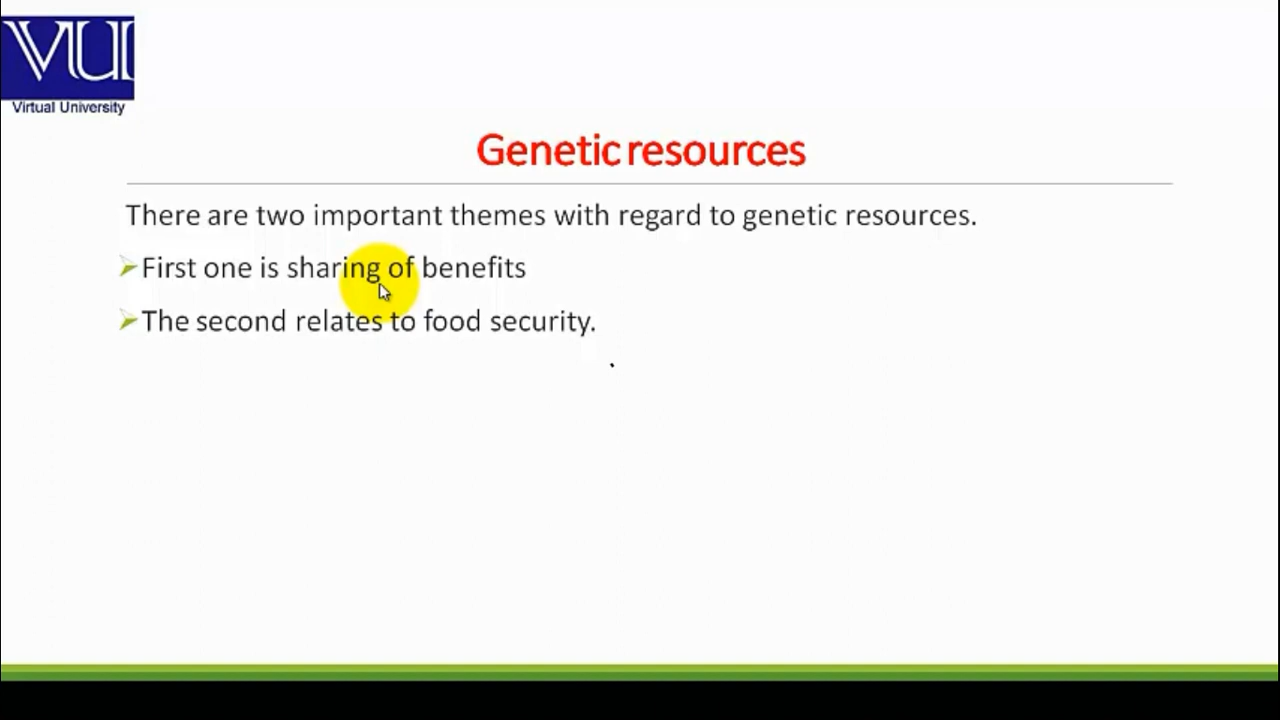 VU
Virtual University
Genetic resources
There are two important themes with regard to genetic resources.
First one is sharing of benefits
The second relates to food security.